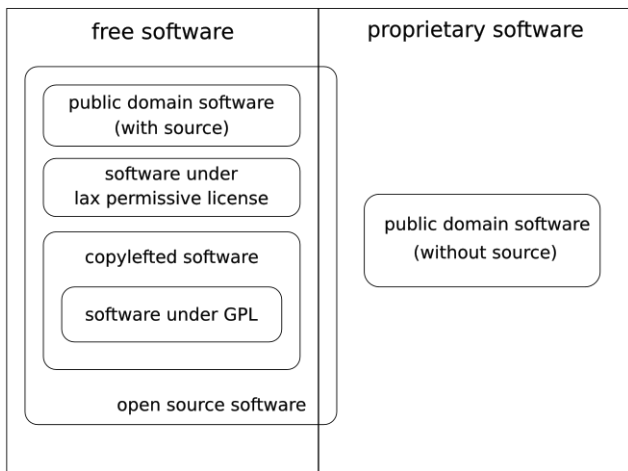 free software
proprietary software
public domain software
(with source)
software under
lax permissive license
copylefted software
software under GPL
open source software
public domain software
(without source)